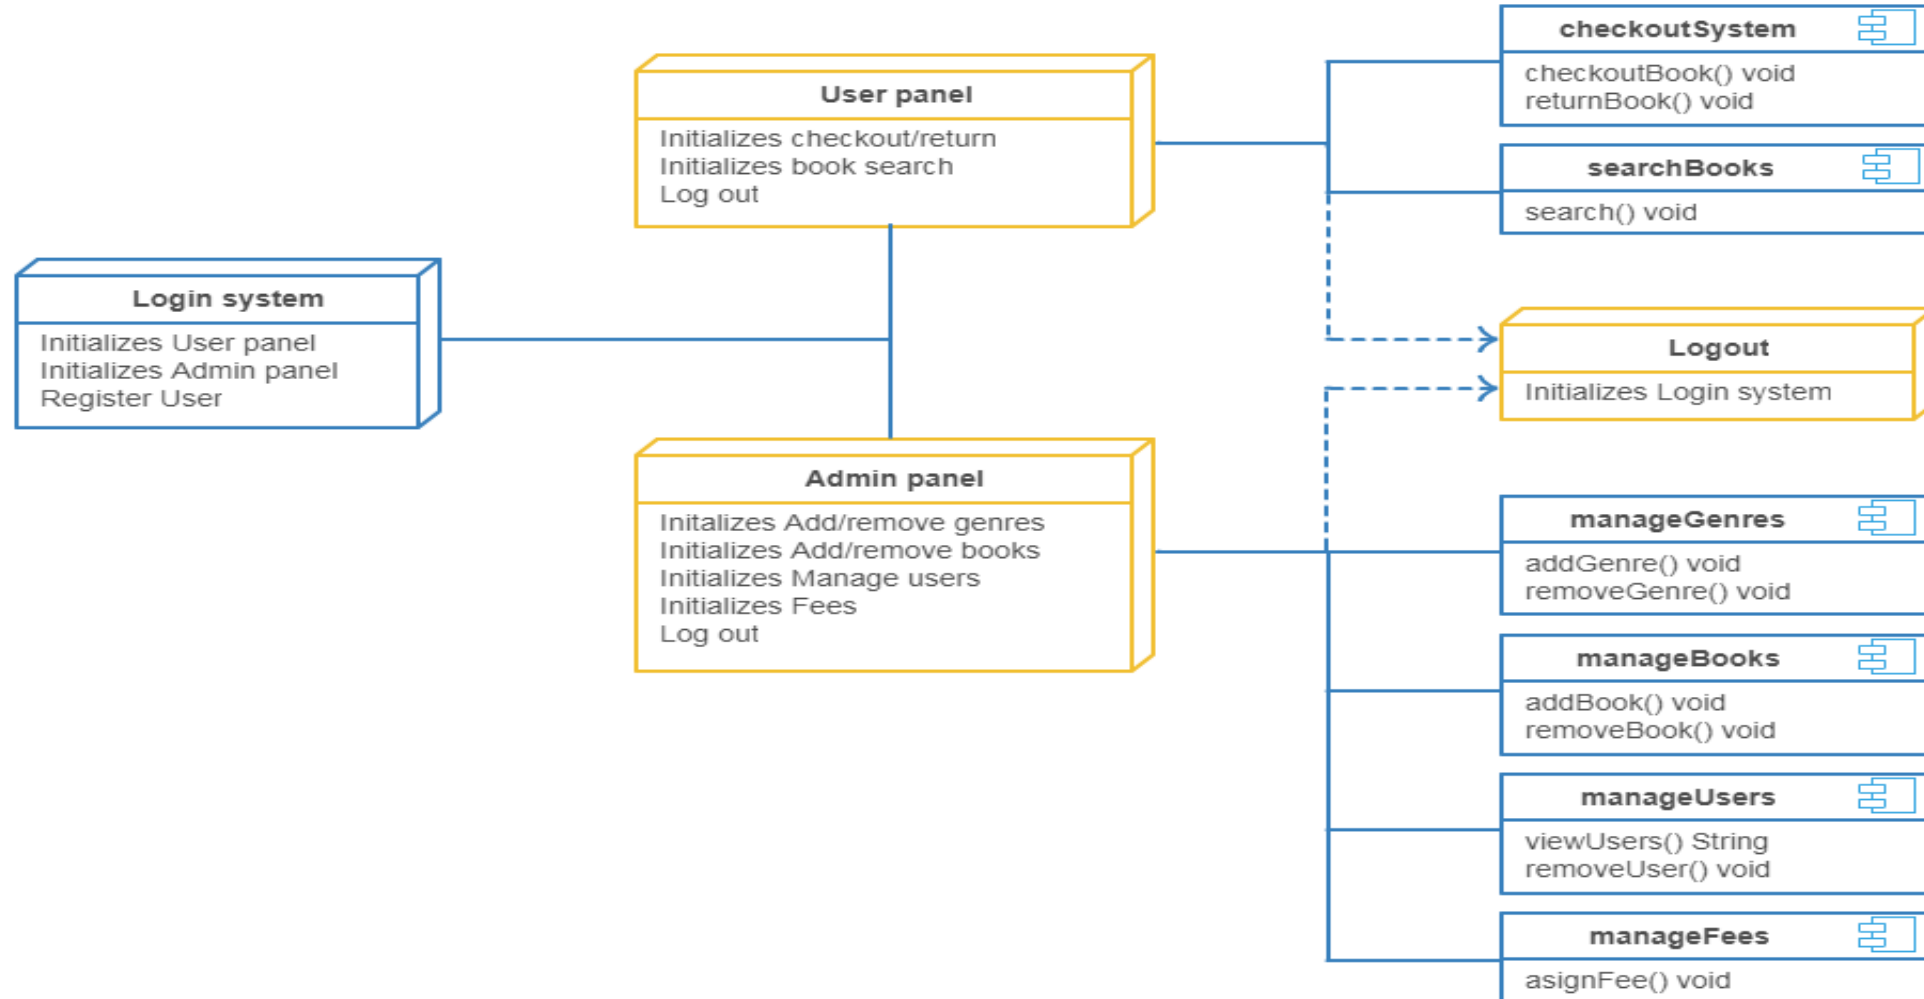 checkoutSystem
checkoutBook() void
returnBook() void
User panel
Initializes checkout/return
Initializes book search
Log out
searchBooks
search() void
Login system
Initializes User panel
Initializes Admin panel
Register User
Logout
Initializes Login system
Admin panel
Initalizes Add/remove genres
Initializes Add/remove books
Initializes Manage users
Initializes Fees
Log out
manageGenres
addGenre() void
removeGenre() void
manageBooks
addBook() void
removeBook() void
manageUsers
viewUsers() String
removeUser() void
manageFees
asignFee() void